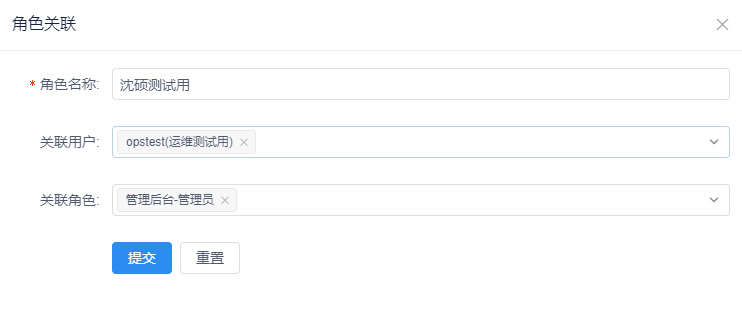 角色关联
* 角色名称: 沈硕测试用
关联用户: opstest(运维测试用)
关联角色: 管理后台-管理员
提交 重置